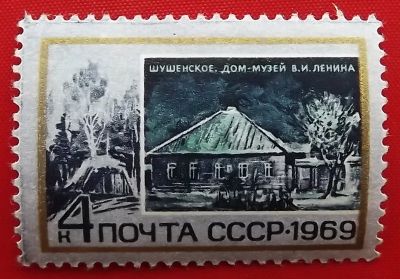 ШУШЕНСКОЕ. ДОМ-МУЗЕЙ В.И.ЛЕНИНА
4
К ПОЧТА СССР·1969